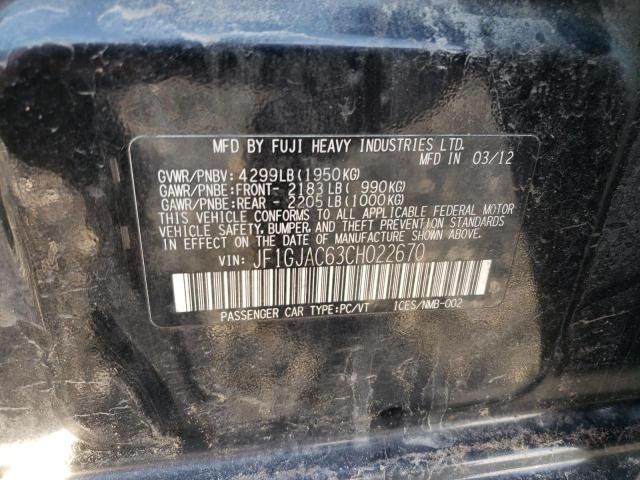 MFD BY FUJI HEAVY INDUSTRIES LTD.
MFD IN 03/12
GVWR/PNBV: 4299LB(1950KG)
GAWR/PNBE:FRONT- 2183LB( 990KG)
GAWR/PNBE:REAR - 2205LB(1000KG)
THIS VEHICLE CONFORMS TO ALL APPLICABLE FEDERAL MOTOR
VEHICLE SAFETY, BUMPER, AND THEFT PREVENTION STANDARDS
IN EFFECT ON THE DATE OF MANUFACTURE SHOWN ABOVE.
VIN: JF1GJAC63CH022670
PASSENGER CAR TYPE:PC/VT ICES/NMB-002